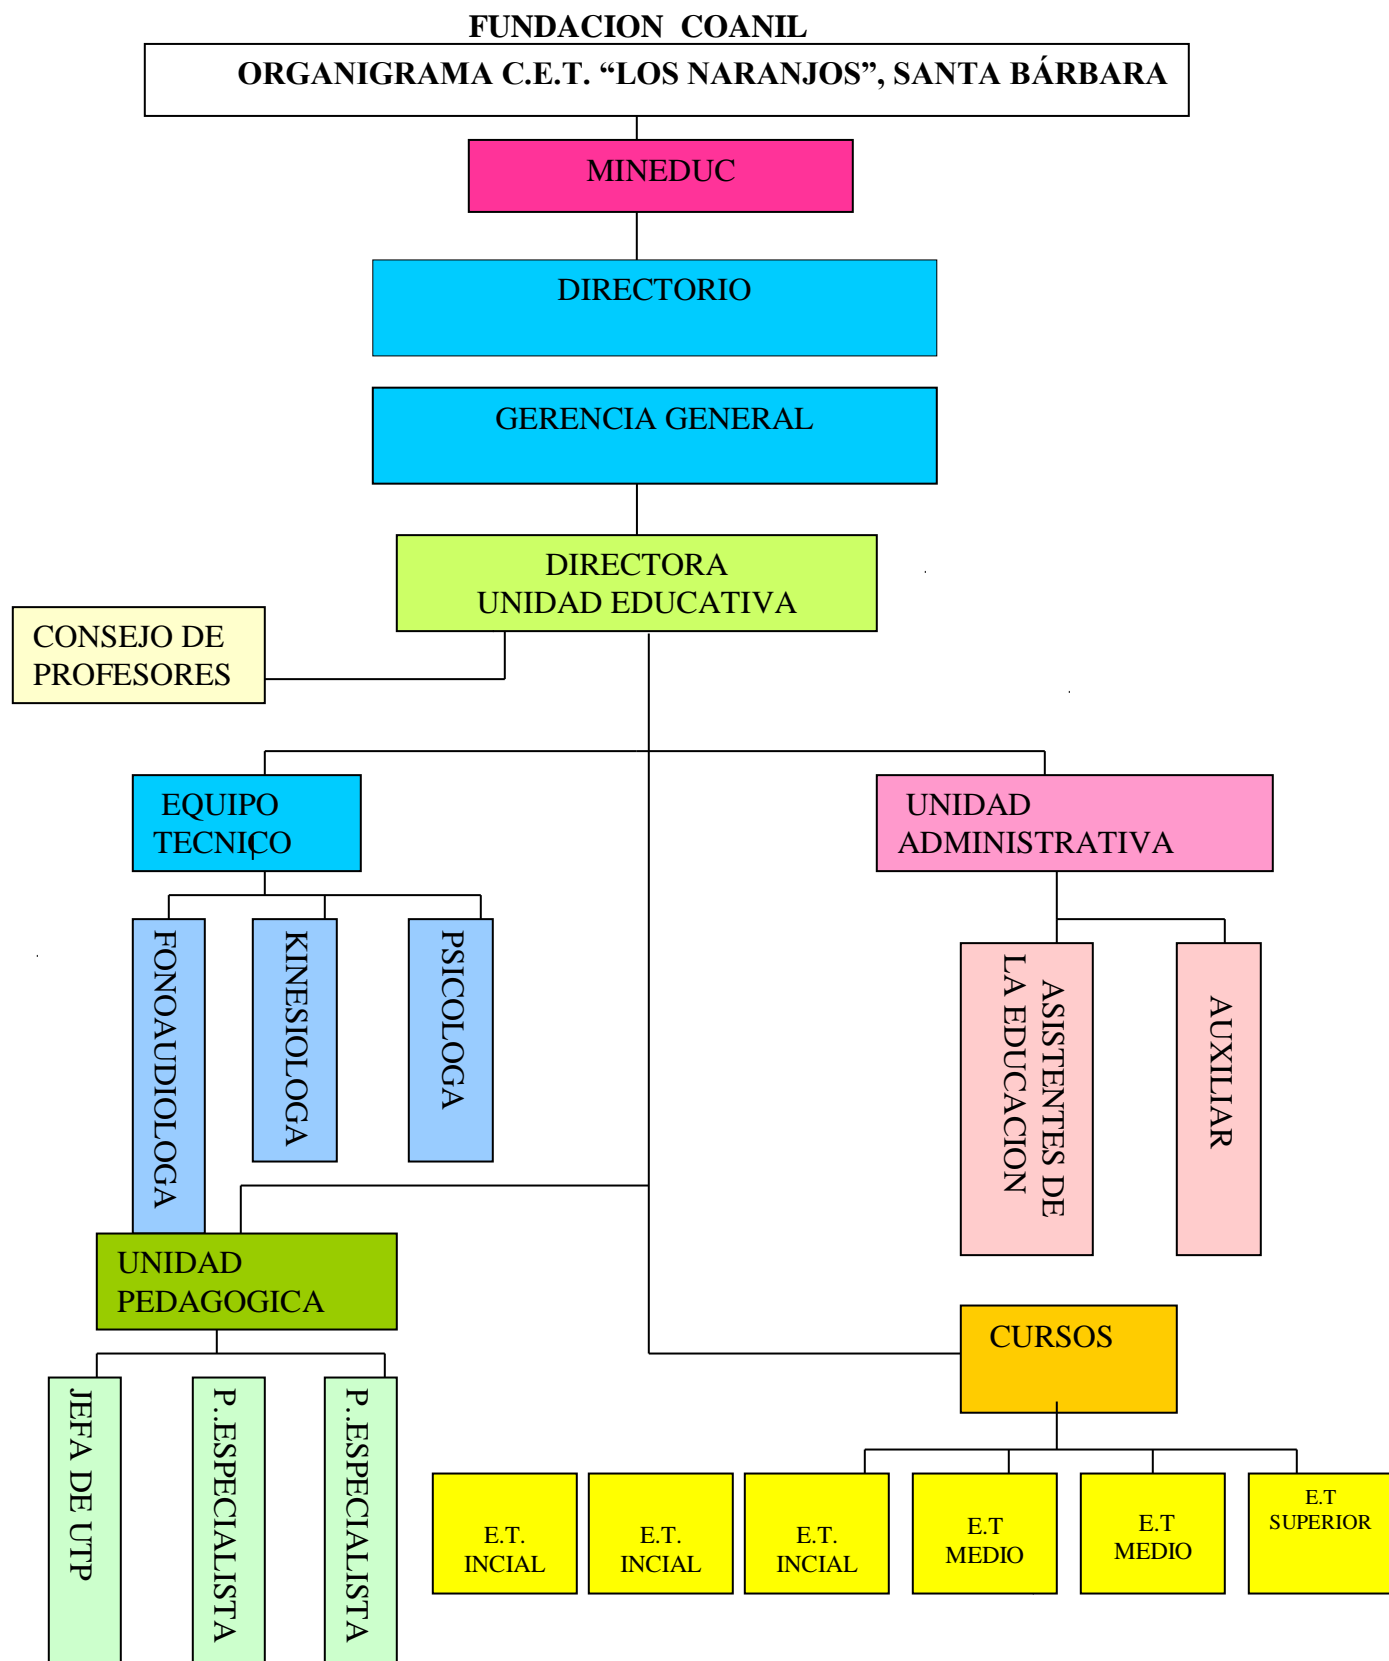 FUNDACION COANIL
ORGANIGRAMA C.E.T. “LOS NARANJOS”, SANTA BÁRBARA
MINEDUC
DIRECTORIO
GERENCIA GENERAL
DIRECTORA
UNIDAD EDUCATIVA
CONSEJO DE
PROFESORES
EQUIPO
TECNICO
UNIDAD
ADMINISTRATIVA
FONOAUDIOLOGA
KINESIOLOGA
PSICOLOGA
ASISTENTES DE
LA EDUCACION
AUXILIAR
UNIDAD
PEDAGOGICA
CURSOS
JEFA DE UTP
P..ESPECIALISTA
P..ESPECIALISTA
E.T.
INCIAL
E.T.
INCIAL
E.T.
INCIAL
E.T
MEDIO
E.T
MEDIO
E.T
SUPERIOR